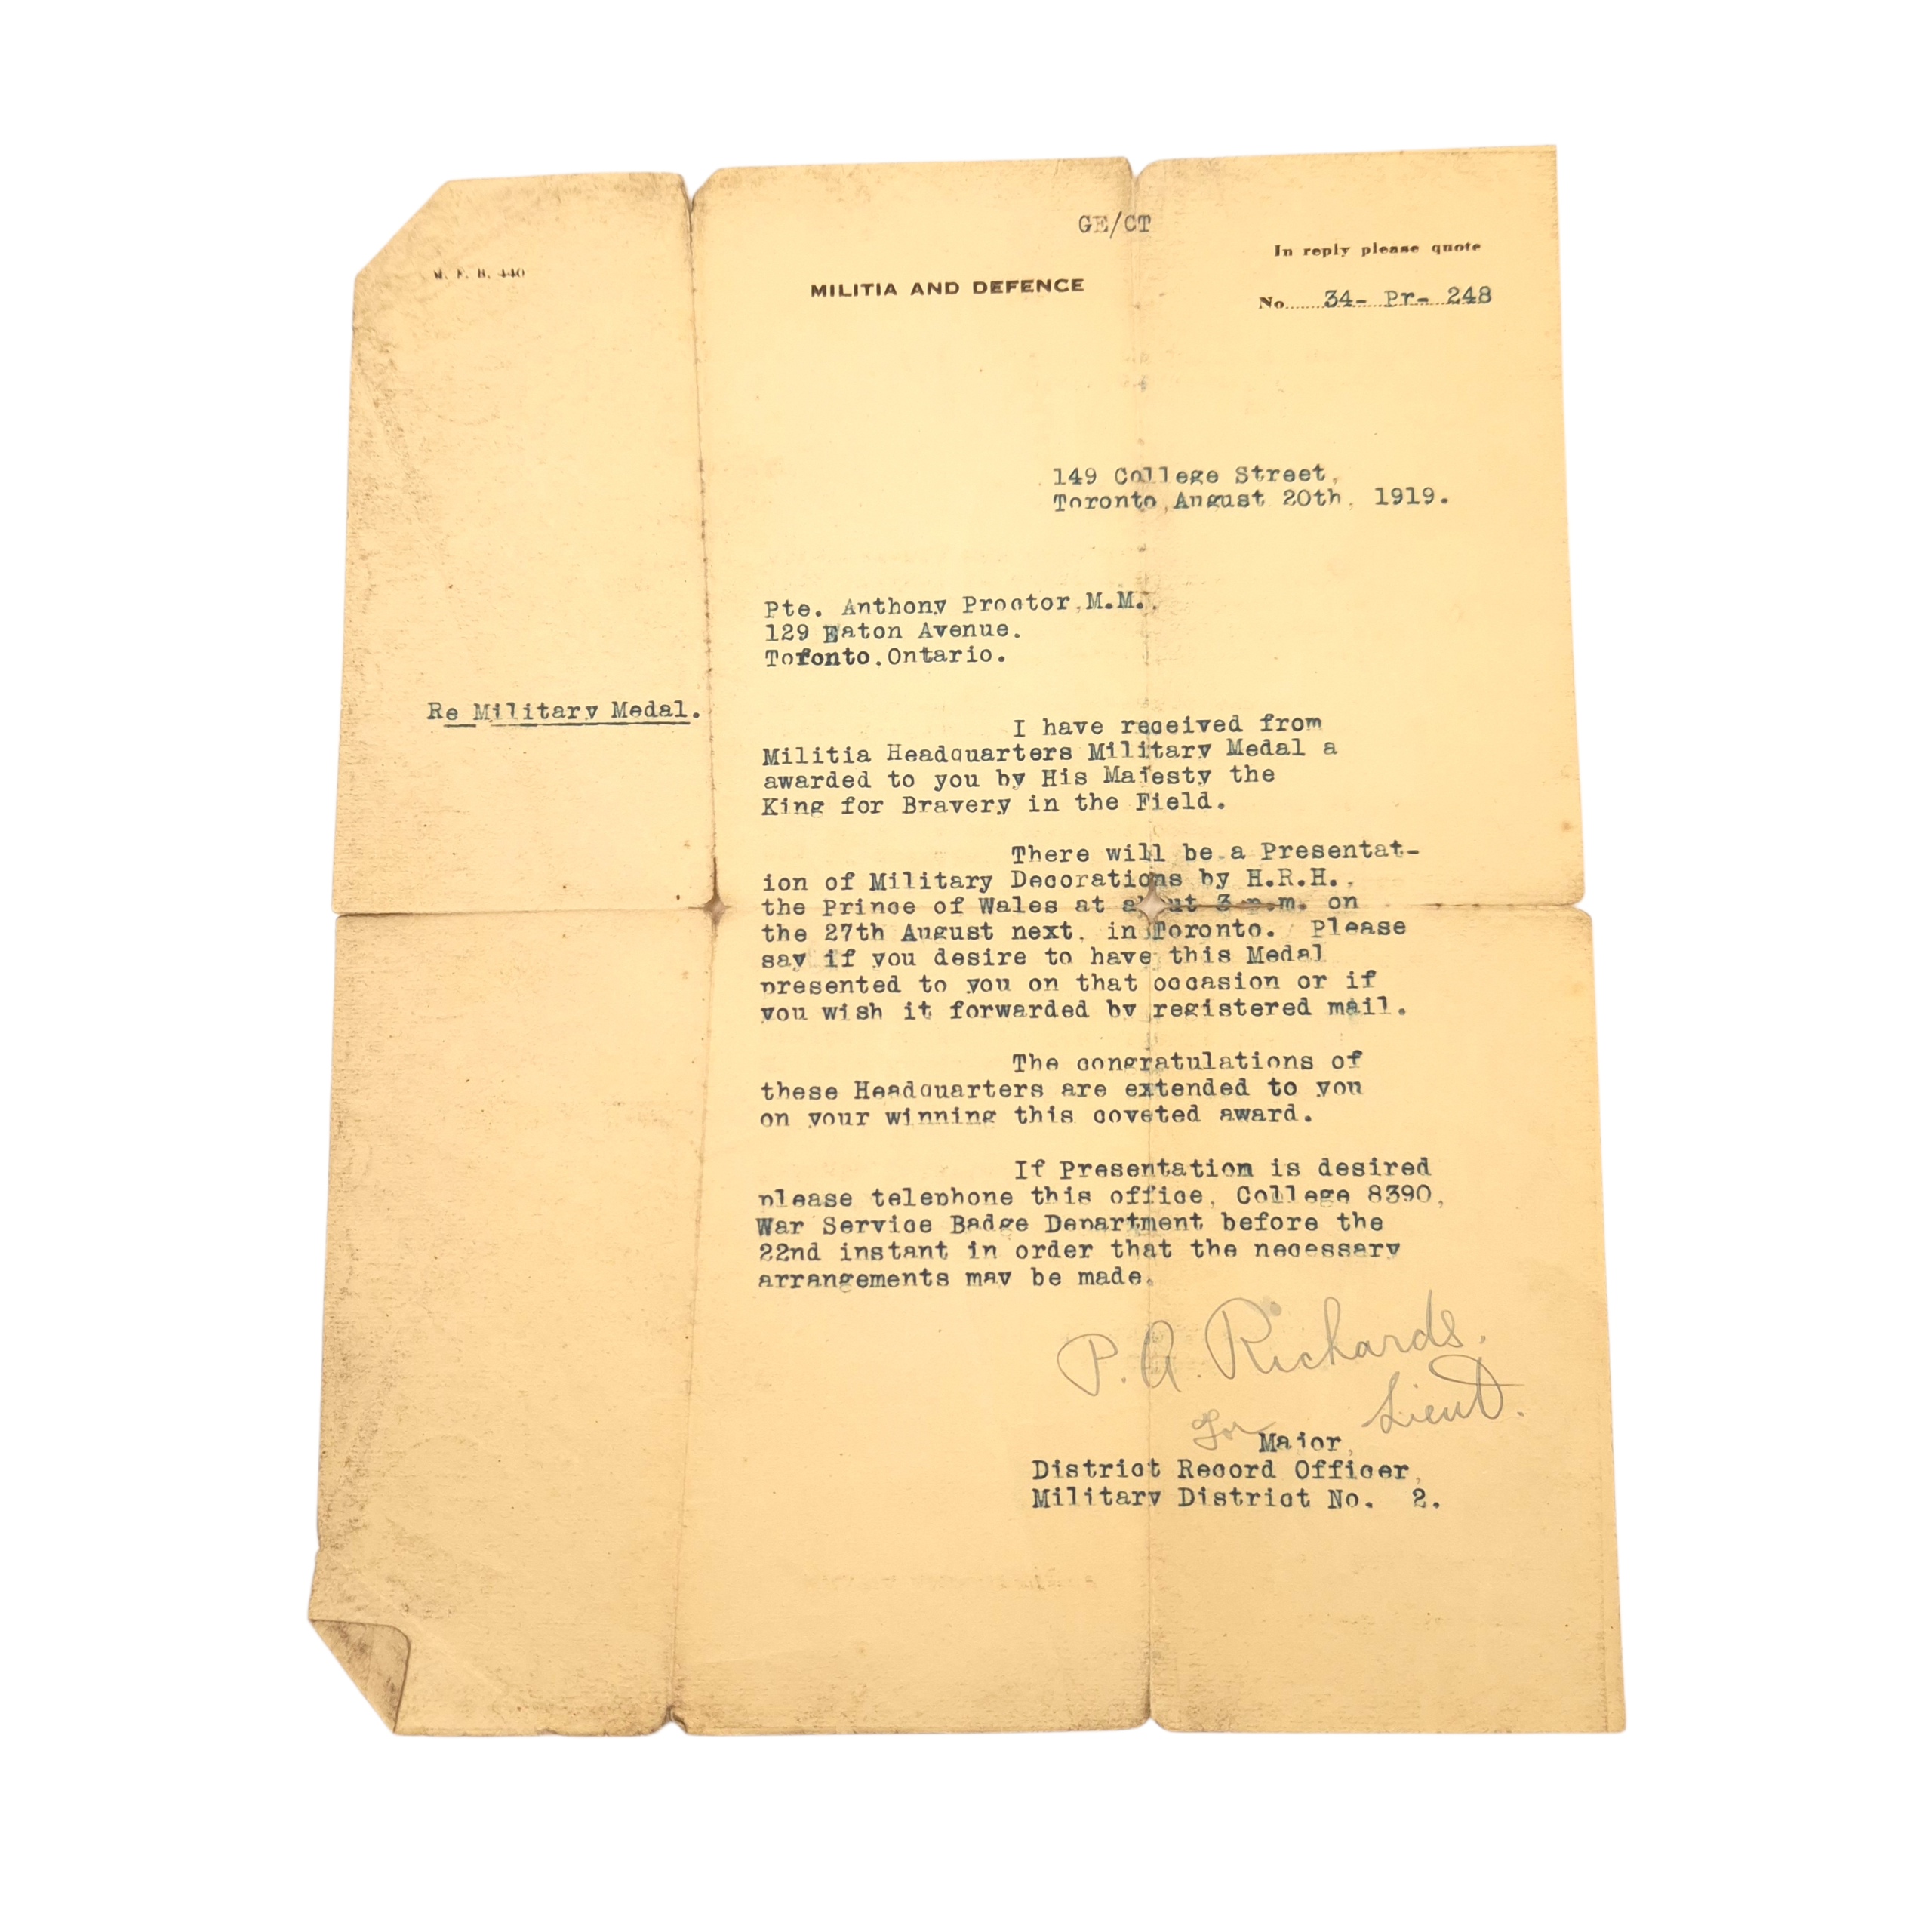 GE/CT
M. F. B. 440
In reply please quote
MILITIA AND DEFENCE
No. 34- Pr- 248
149 College Street,
Toronto, August 20th, 1919.
Pte. Anthony Proctor, M.M.,
129 Eaton Avenue.
Toronto, Ontario.
Re Military Medal.
I have received from
Militia Headquarters Military Medal a
awarded to you by His Majesty the
King for Bravery in the Field.
There will be a Presentat-
ion of Military Decorations by H.R.H.,
the Prince of Wales at about 3 p.m. on
the 27th August next, in Toronto. Please
say if you desire to have this Medal
presented to you on that occasion or if
you wish it forwarded by registered mail.
The congratulations of
these Headquarters are extended to you
on your winning this coveted award.
If Presentation is desired
please telephone this office, College 8390,
War Service Badge Department before the
22nd instant in order that the necessary
arrangements may be made.
P. A. Richards.
Lieut.
for Major,
District Record Officer,
Military District No. 2.